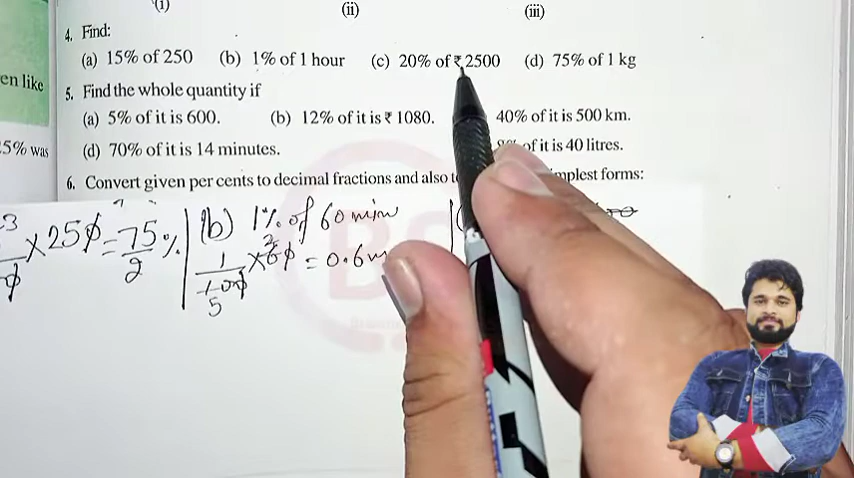 (i) (ii) (iii)
4. Find:
(a) 15% of 250 (b) 1% of 1 hour (c) 20% of ₹ 2500 (d) 75% of 1 kg
en like
5. Find the whole quantity if
(a) 5% of it is 600. (b) 12% of it is ₹ 1080. 40% of it is 500 km.
5% was
(d) 70% of it is 14 minutes. 8% of it is 40 litres.
6. Convert given per cents to decimal fractions and also t mplest forms:
3 × 250 = 75/2 %
(b) 1% of 60 min
1/100 × 60 = 0.6 m
5